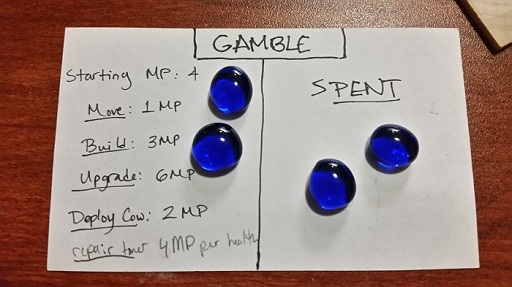 GAMBLE
Starting MP: 4
Move: 1 MP
Build: 3MP
Upgrade: 6MP
Deploy Cow: 2 MP
repair 4MP per health
SPENT